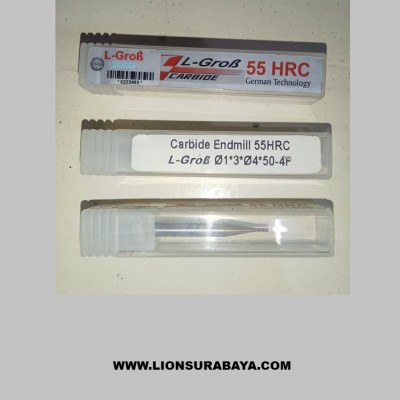 L-Groß
L-Groß
CARBIDE
55 HRC
German Technology
Carbide Endmill 55HRC
L-Groß Ø1*3*Ø4*50-4F
WWW.LIONSURABAYA.COM